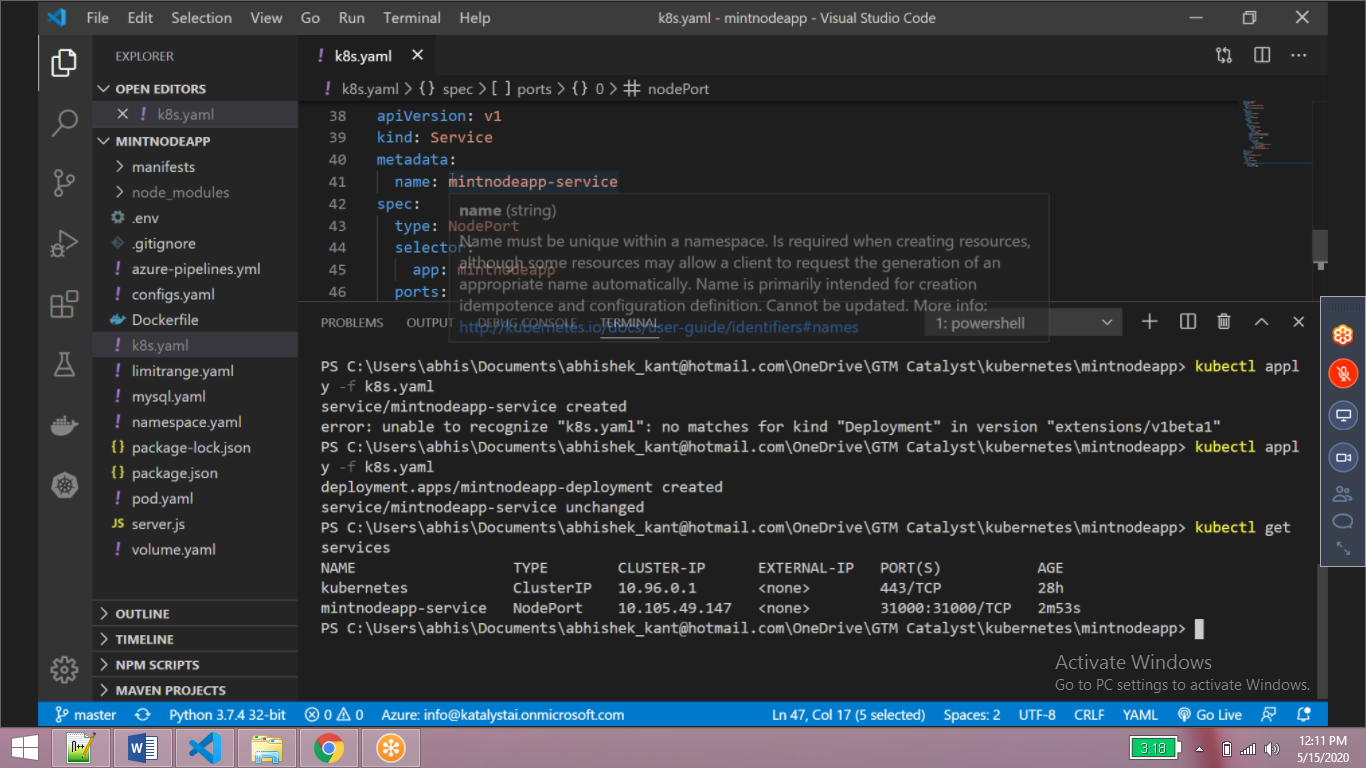 File Edit Selection View Go Run Terminal Help k8s.yaml - mintnodeapp - Visual Studio Code
EXPLORER
OPEN EDITORS
! k8s.yaml
MINTNODEAPP
manifests
node_modules
.env
.gitignore
! azure-pipelines.yml
! configs.yaml
Dockerfile
! k8s.yaml
! limitrange.yaml
! mysql.yaml
! namespace.yaml
{} package-lock.json
{} package.json
! pod.yaml
JS server.js
! volume.yaml
OUTLINE
TIMELINE
NPM SCRIPTS
MAVEN PROJECTS
! k8s.yaml
! k8s.yaml > {} spec > [ ] ports > {} 0 > # nodePort
38 apiVersion: v1
39 kind: Service
40 metadata:
41 name: mintnodeapp-service
42 spec:
43 type: NodePort
44 selector:
45 app: mintnodeapp
46 ports:
name (string)
Name must be unique within a namespace. Is required when creating resources,
although some resources may allow a client to request the generation of an
appropriate name automatically. Name is primarily intended for creation
idempotence and configuration definition. Cannot be updated. More info:
http://kubernetes.io/docs/user-guide/identifiers#names
PROBLEMS OUTPUT DEBUG CONSOLE TERMINAL 1: powershell
PS C:\Users\abhis\Documents\abhishek_kant@hotmail.com\OneDrive\GTM Catalyst\kubernetes\mintnodeapp> kubectl appl
y -f k8s.yaml
service/mintnodeapp-service created
error: unable to recognize "k8s.yaml": no matches for kind "Deployment" in version "extensions/v1beta1"
PS C:\Users\abhis\Documents\abhishek_kant@hotmail.com\OneDrive\GTM Catalyst\kubernetes\mintnodeapp> kubectl appl
y -f k8s.yaml
deployment.apps/mintnodeapp-deployment created
service/mintnodeapp-service unchanged
PS C:\Users\abhis\Documents\abhishek_kant@hotmail.com\OneDrive\GTM Catalyst\kubernetes\mintnodeapp> kubectl get
services
NAME TYPE CLUSTER-IP EXTERNAL-IP PORT(S) AGE
kubernetes ClusterIP 10.96.0.1 <none> 443/TCP 28h
mintnodeapp-service NodePort 10.105.49.147 <none> 31000:31000/TCP 2m53s
PS C:\Users\abhis\Documents\abhishek_kant@hotmail.com\OneDrive\GTM Catalyst\kubernetes\mintnodeapp>
Activate Windows
Go to PC settings to activate Windows.
master Python 3.7.4 32-bit 0 0 Azure: info@katalystai.onmicrosoft.com Ln 47, Col 17 (5 selected) Spaces: 2 UTF-8 CRLF YAML Go Live
3:18 12:11 PM
5/15/2020